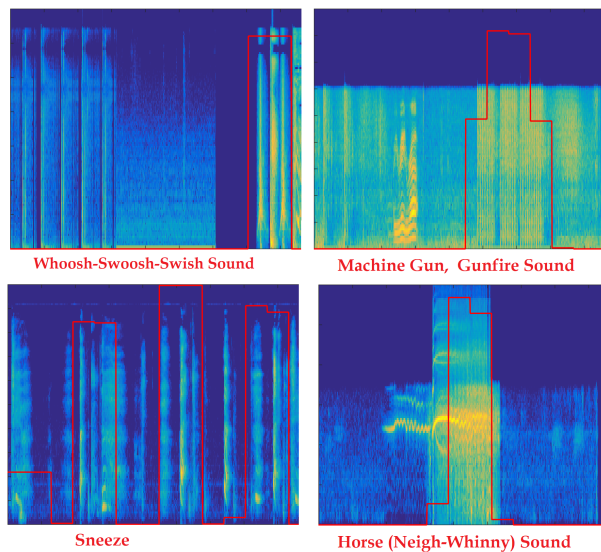 Whoosh-Swoosh-Swish Sound
Machine Gun,  Gunfire Sound
Sneeze
Horse (Neigh-Whinny) Sound